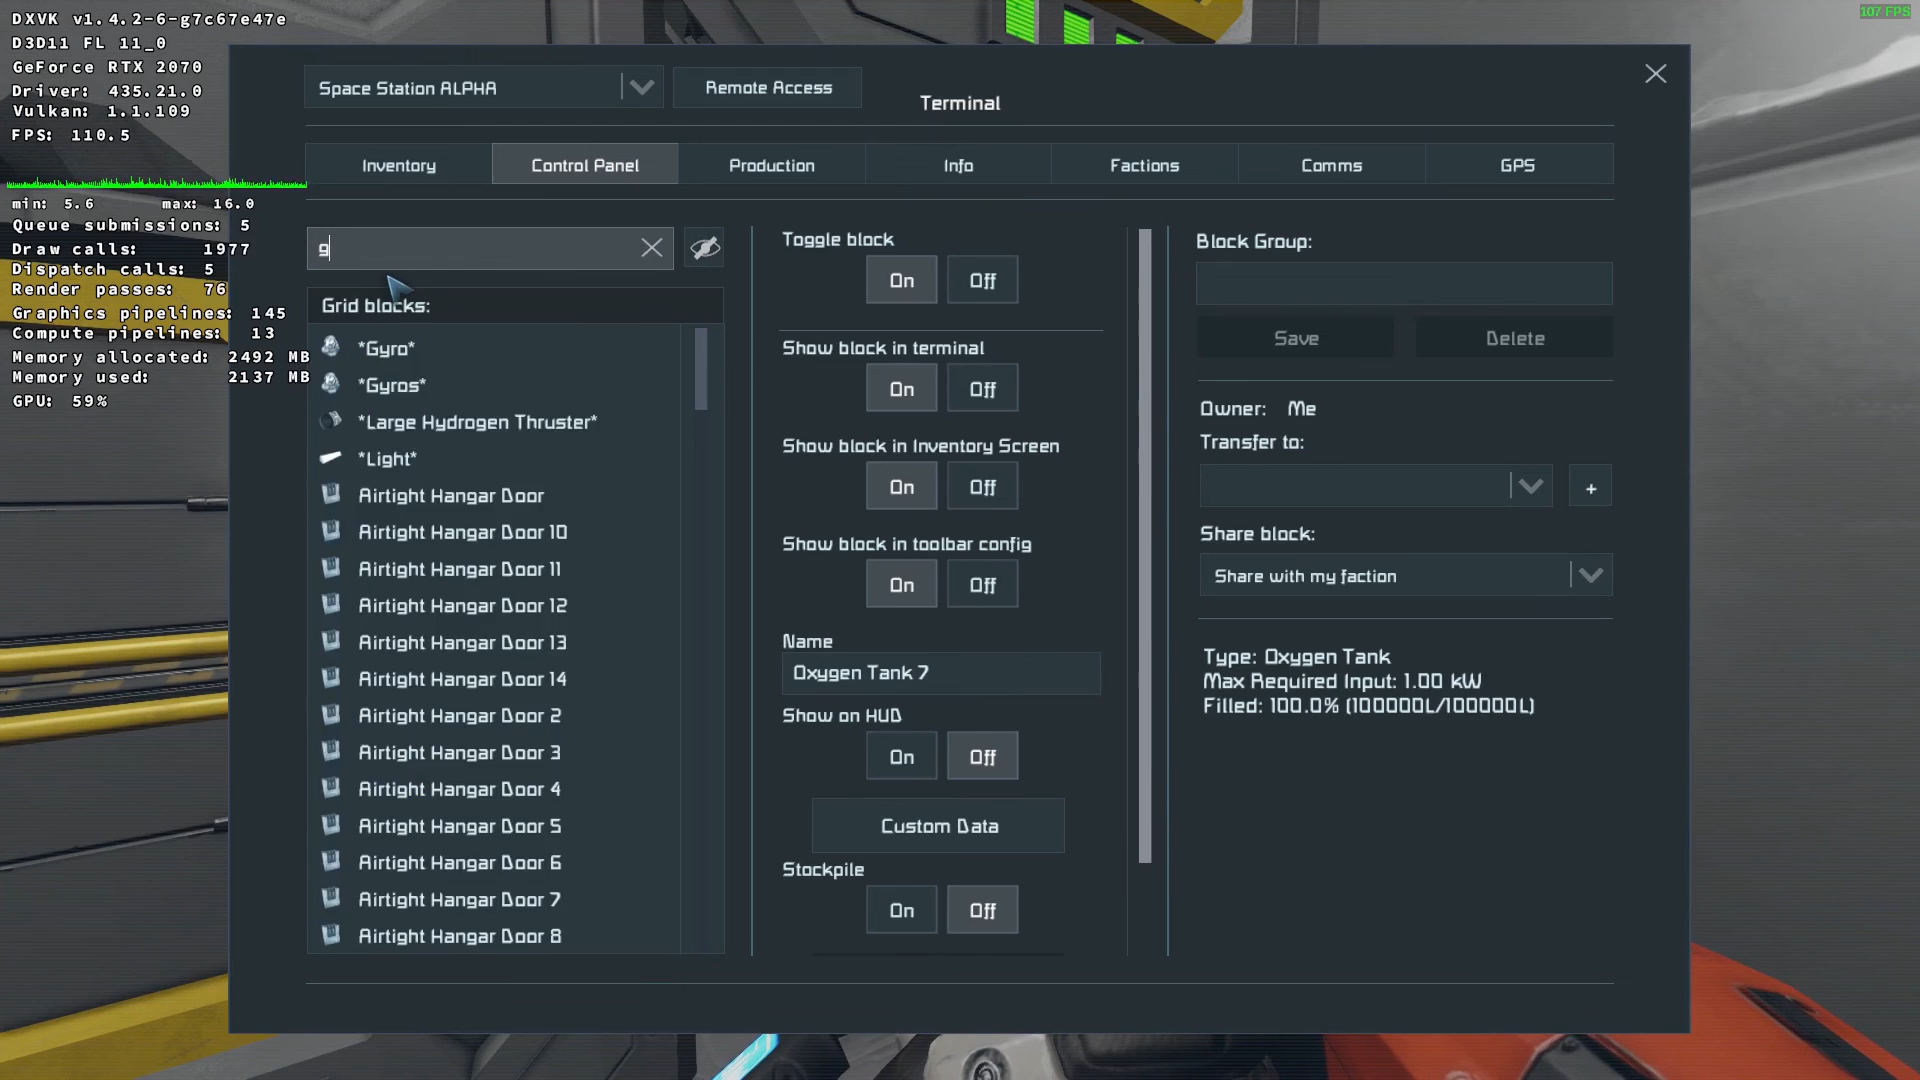 DXVK v1.4.2-6-g7c67e47e
D3D11 FL 11_0
GeForce RTX 2070
Driver: 435.21.0
Vulkan: 1.1.109
FPS: 110.5
min: 5.6 max: 16.0
Queue submissions: 5
Draw calls: 1977
Dispatch calls: 5
Render passes: 76
Graphics pipelines: 145
Compute pipelines: 13
Memory allocated: 2492 MB
Memory used: 2137 MB
GPU: 59%
107 FPS
Space Station ALPHA
Remote Access
Terminal
Inventory
Control Panel
Production
Info
Factions
Comms
GPS
g
Grid blocks:
*Gyro*
*Gyros*
*Large Hydrogen Thruster*
*Light*
Airtight Hangar Door
Airtight Hangar Door 10
Airtight Hangar Door 11
Airtight Hangar Door 12
Airtight Hangar Door 13
Airtight Hangar Door 14
Airtight Hangar Door 2
Airtight Hangar Door 3
Airtight Hangar Door 4
Airtight Hangar Door 5
Airtight Hangar Door 6
Airtight Hangar Door 7
Airtight Hangar Door 8
Toggle block
On Off
Show block in terminal
On Off
Show block in Inventory Screen
On Off
Show block in toolbar config
On Off
Name
Oxygen Tank 7
Show on HUD
On Off
Custom Data
Stockpile
On Off
Block Group:
Save Delete
Owner: Me
Transfer to:
+
Share block:
Share with my faction
Type: Oxygen Tank
Max Required Input: 1.00 kW
Filled: 100.0% (100000L/100000L)